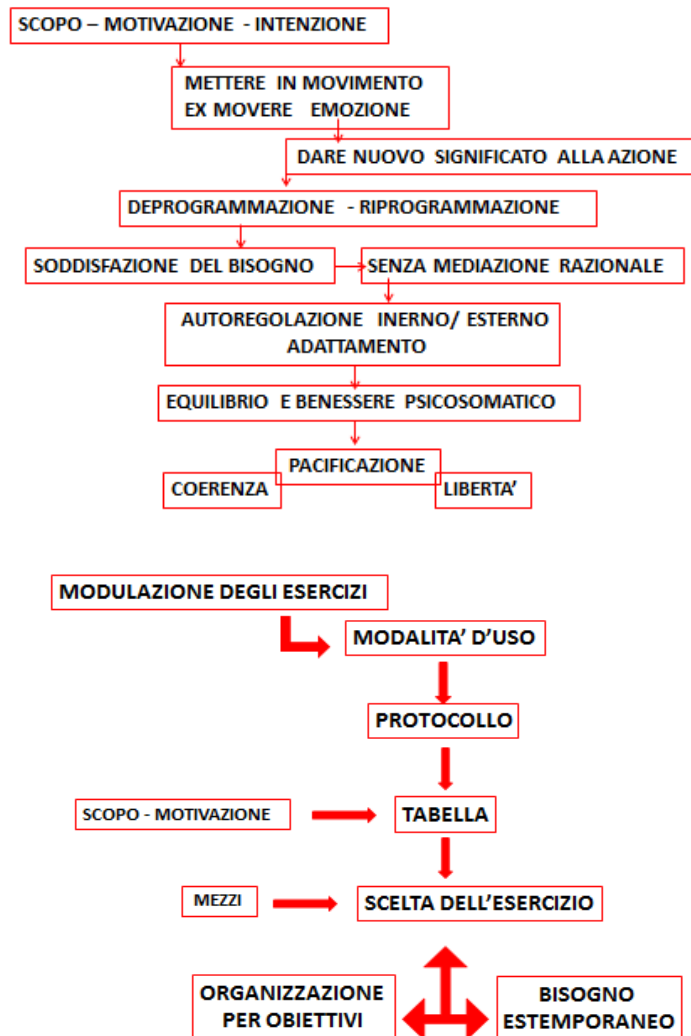 SCOPO – MOTIVAZIONE - INTENZIONE
METTERE IN MOVIMENTO
EX MOVERE EMOZIONE
DARE NUOVO SIGNIFICATO ALLA AZIONE
DEPROGRAMMAZIONE - RIPROGRAMMAZIONE
SODDISFAZIONE DEL BISOGNO
SENZA MEDIAZIONE RAZIONALE
AUTOREGOLAZIONE INERNO/ ESTERNO
ADATTAMENTO
EQUILIBRIO E BENESSERE PSICOSOMATICO
PACIFICAZIONE
COERENZA
LIBERTA’
MODULAZIONE DEGLI ESERCIZI
MODALITA’ D’USO
PROTOCOLLO
SCOPO - MOTIVAZIONE
TABELLA
MEZZI
SCELTA DELL’ESERCIZIO
ORGANIZZAZIONE
PER OBIETTIVI
BISOGNO
ESTEMPORANEO